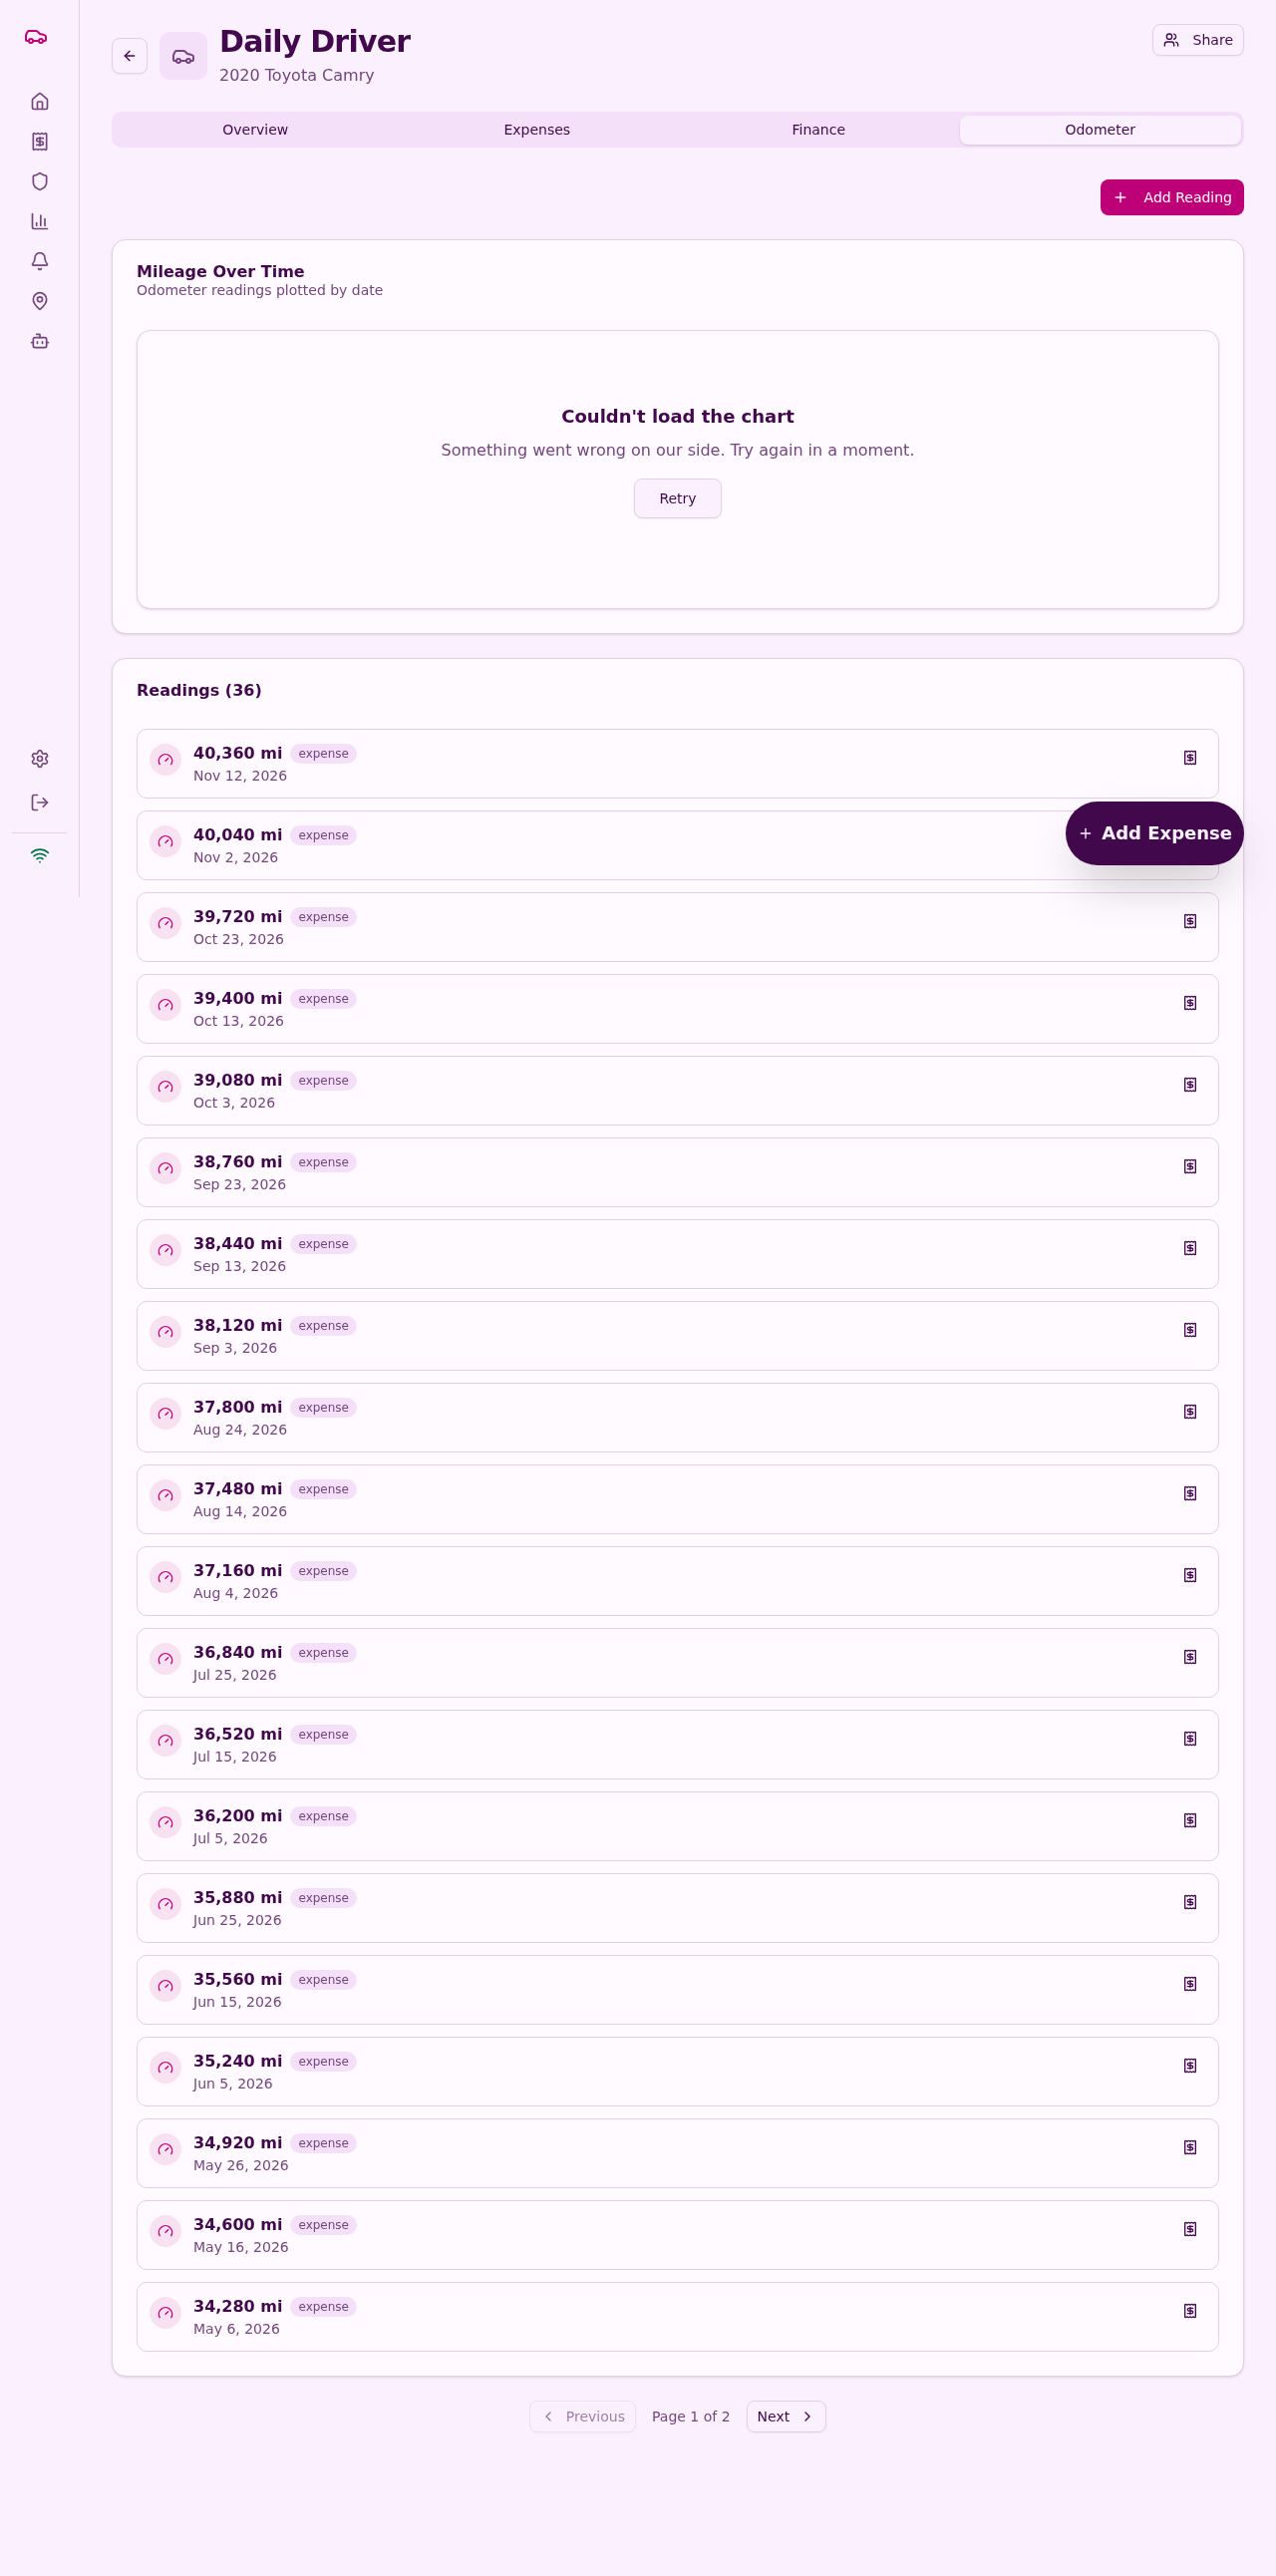 Daily Driver
2020 Toyota Camry
Share
Overview
Expenses
Finance
Odometer
Add Reading
Mileage Over Time
Odometer readings plotted by date
Couldn't load the chart
Something went wrong on our side. Try again in a moment.
Retry
Readings (36)
40,360 mi expense
Nov 12, 2026
40,040 mi expense
Nov 2, 2026
Add Expense
39,720 mi expense
Oct 23, 2026
39,400 mi expense
Oct 13, 2026
39,080 mi expense
Oct 3, 2026
38,760 mi expense
Sep 23, 2026
38,440 mi expense
Sep 13, 2026
38,120 mi expense
Sep 3, 2026
37,800 mi expense
Aug 24, 2026
37,480 mi expense
Aug 14, 2026
37,160 mi expense
Aug 4, 2026
36,840 mi expense
Jul 25, 2026
36,520 mi expense
Jul 15, 2026
36,200 mi expense
Jul 5, 2026
35,880 mi expense
Jun 25, 2026
35,560 mi expense
Jun 15, 2026
35,240 mi expense
Jun 5, 2026
34,920 mi expense
May 26, 2026
34,600 mi expense
May 16, 2026
34,280 mi expense
May 6, 2026
Previous
Page 1 of 2
Next